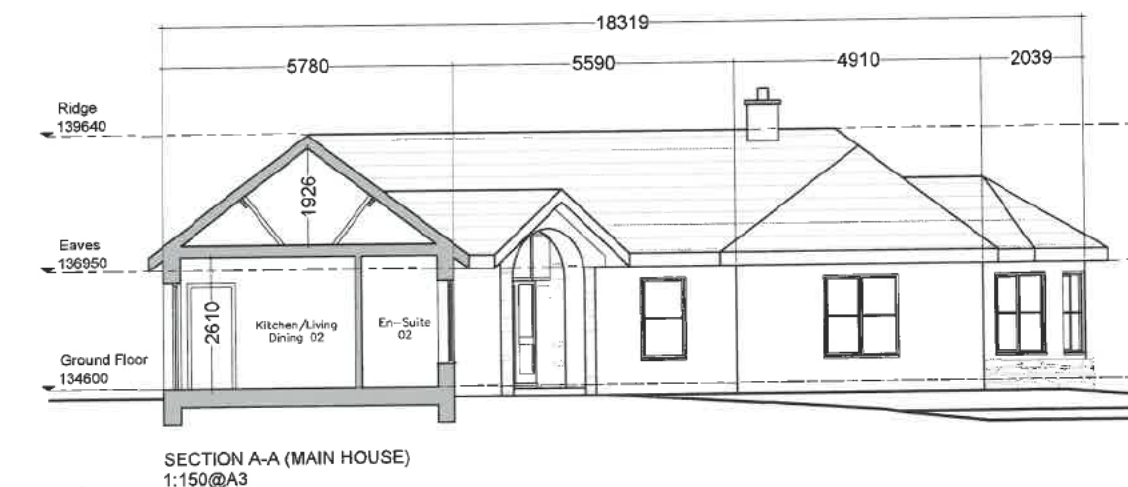 18319
5780
5590
4910
2039
Ridge
139640
1926
Eaves
136950
2610
Kitchen/Living
Dining 02
En-Suite
02
Ground Floor
134600
SECTION A-A (MAIN HOUSE)
1:150@A3